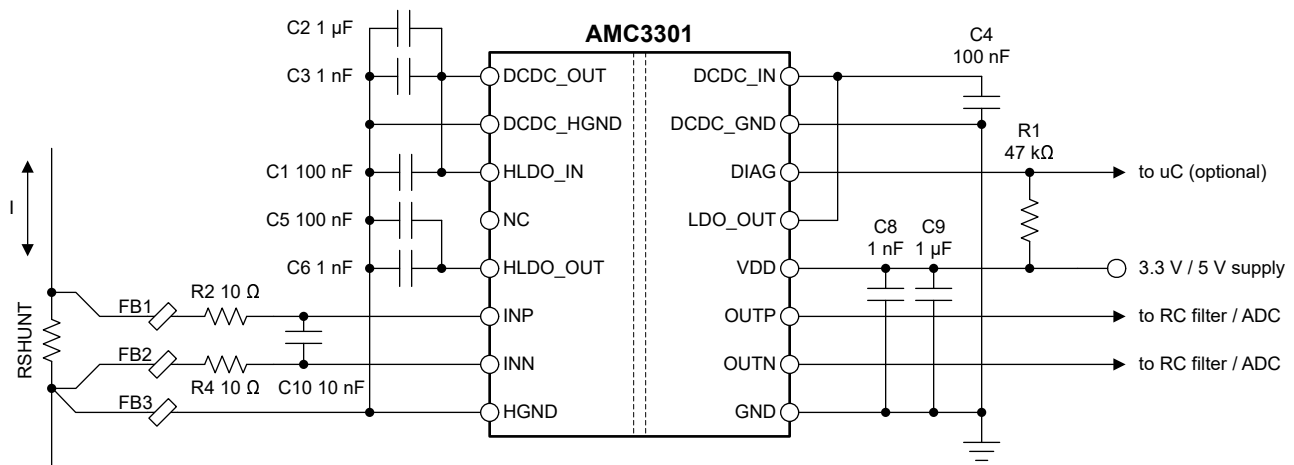 AMC3301
C2 1 µF
C3 1 nF
C1 100 nF
C5 100 nF
C6 1 nF
I
RSHUNT
FB1
R2 10 Ω
FB2
R4 10 Ω
C10 10 nF
FB3
DCDC_OUT
DCDC_HGND
HLDO_IN
NC
HLDO_OUT
INP
INN
HGND
DCDC_IN
DCDC_GND
DIAG
LDO_OUT
VDD
OUTP
OUTN
GND
C4
100 nF
R1
47 kΩ
C8
1 nF
C9
1 µF
to uC (optional)
3.3 V / 5 V supply
to RC filter / ADC
to RC filter / ADC